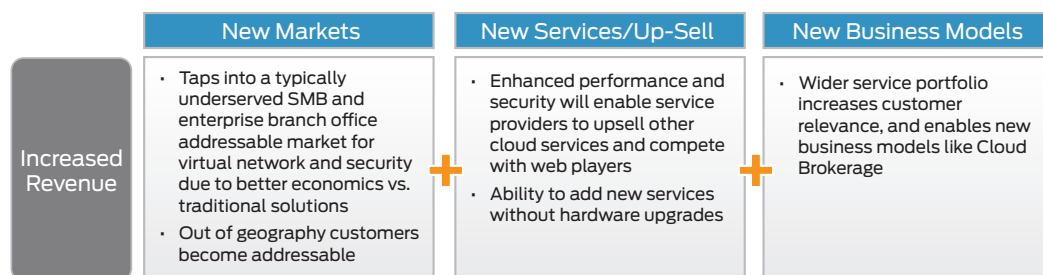 Increased
Revenue
New Markets
· Taps into a typically
underserved SMB and
enterprise branch office
addressable market for
virtual network and security
due to better economics vs.
traditional solutions
· Out of geography customers
become addressable
+
New Services/Up-Sell
· Enhanced performance and
security will enable service
providers to upsell other
cloud services and compete
with web players
· Ability to add new services
without hardware upgrades
+
New Business Models
· Wider service portfolio
increases customer
relevance, and enables new
business models like Cloud
Brokerage